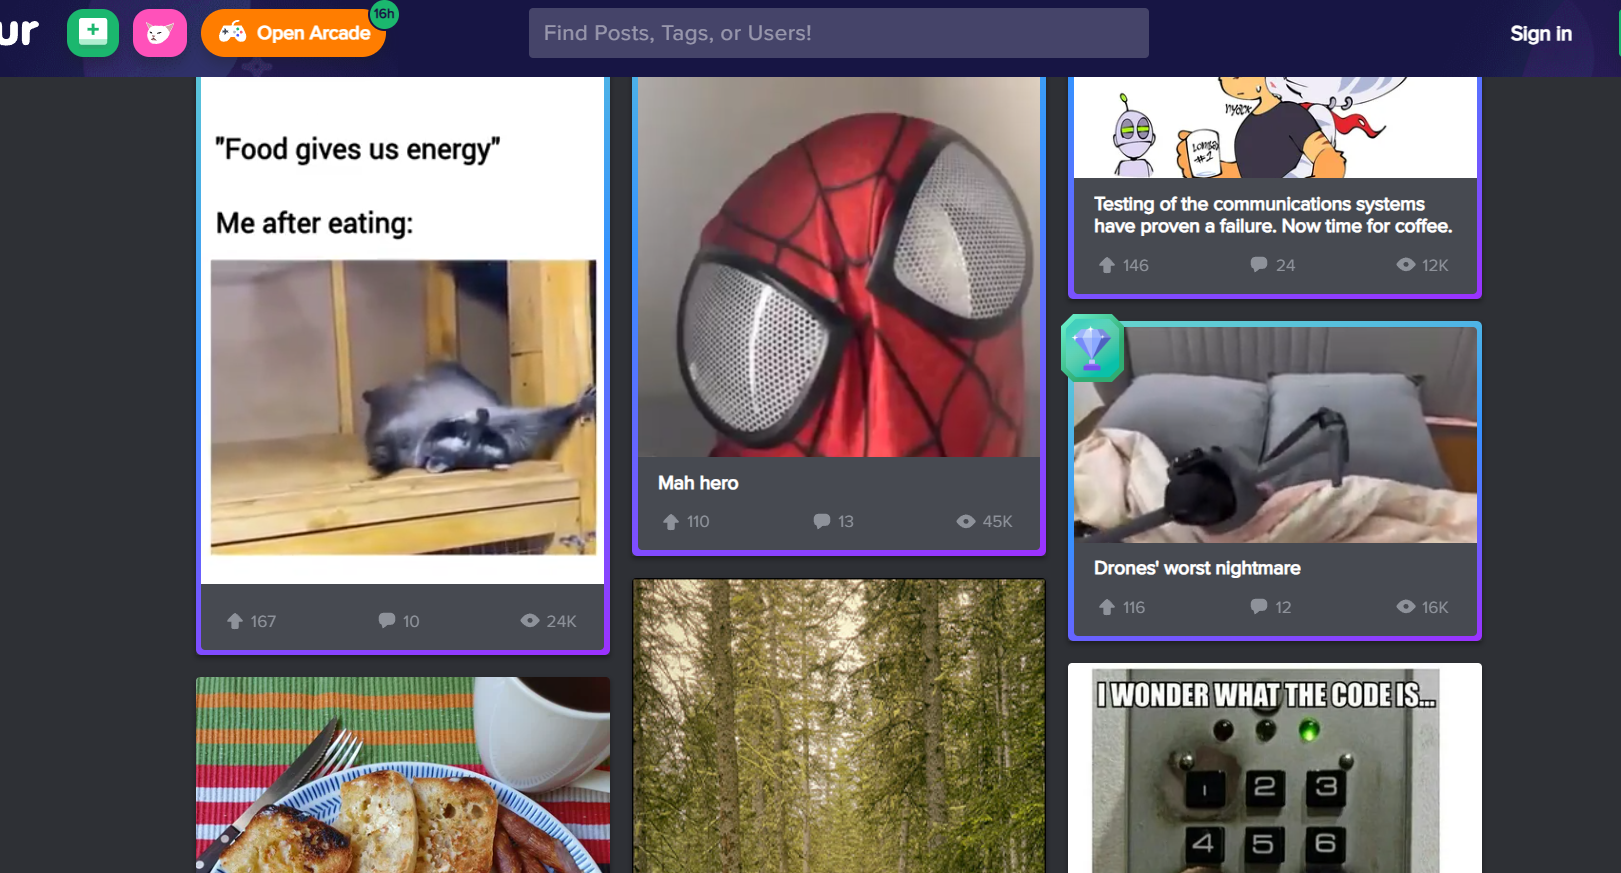 ur
Open Arcade
16h
Find Posts, Tags, or Users!
Sign in
"Food gives us energy"
Me after eating:
167
10
24K
Mah hero
110
13
45K
nyack
#1
Testing of the communications systems
have proven a failure. Now time for coffee.
146
24
12K
Drones' worst nightmare
116
12
16K
I WONDER WHAT THE CODE IS...
1 2 3
4 5 6